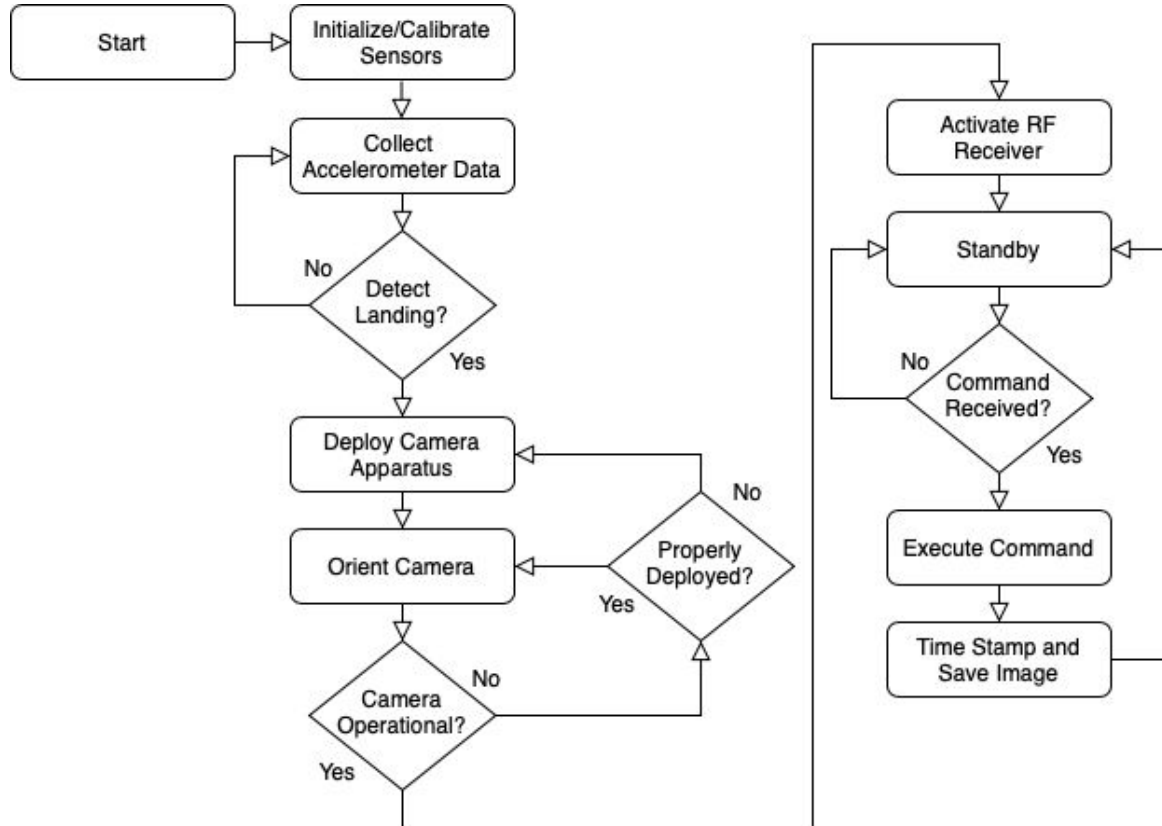 Start
Initialize/Calibrate
Sensors
Collect
Accelerometer Data
No
Detect
Landing?
Yes
Deploy Camera
Apparatus
Orient Camera
No
Properly
Deployed?
Yes
No
Camera
Operational?
Yes
Activate RF
Receiver
Standby
No
Command
Received?
Yes
Execute Command
Time Stamp and
Save Image